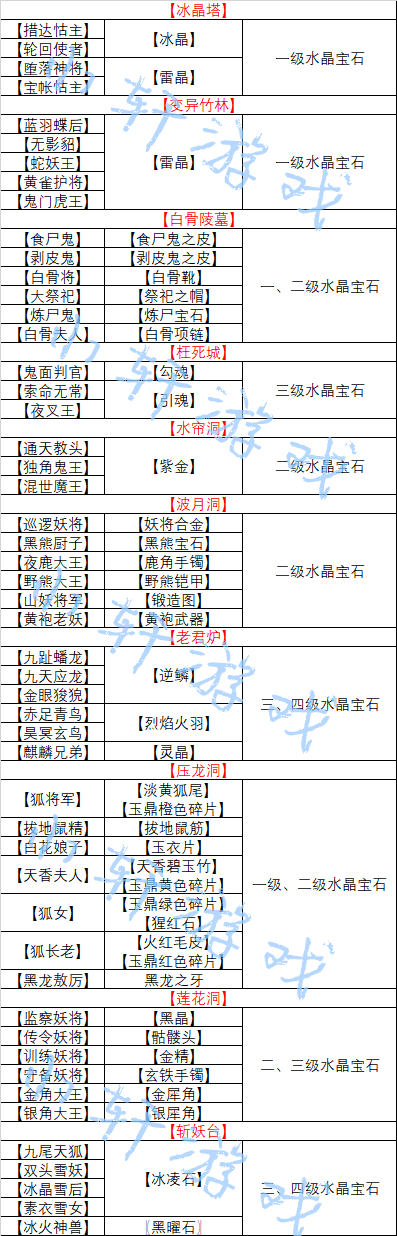 【冰晶塔】
【措达怙主】
【轮回使者】
【冰晶】
【堕落神将】
【宝帐怙主】
【雷晶】
一级水晶宝石
【变异竹林】
【蓝羽蝶后】
【无影貂】
【蛇妖王】
【黄雀护将】
【鬼门虎王】
【雷晶】
一级水晶宝石
【白骨陵墓】
【食尸鬼】 【食尸鬼之皮】
【剥皮鬼】 【剥皮鬼之皮】
【白骨将】 【白骨靴】
【大祭祀】 【祭祀之帽】
【炼尸鬼】 【炼尸宝石】
【白骨夫人】 【白骨项链】
一、二级水晶宝石
【枉死城】
【鬼面判官】 【勾魂】
【索命无常】
【夜叉王】
【引魂】
三级水晶宝石
【水帘洞】
【通天教头】
【独角鬼王】
【混世魔王】
【紫金】
二级水晶宝石
【波月洞】
【巡逻妖将】 【妖将合金】
【黑熊厨子】 【黑熊宝石】
【夜鹿大王】 【鹿角手镯】
【野熊大王】 【野熊铠甲】
【山妖将军】 【锻造图】
【黄袍老妖】 【黄袍武器】
二级水晶宝石
【老君炉】
【九趾蟠龙】
【九天应龙】
【金眼狻猊】
【逆鳞】
【赤足青鸟】
【昊冥玄鸟】
【烈焰火羽】
【麒麟兄弟】 【灵晶】
三、四级水晶宝石
【压龙洞】
【狐将军】
【淡黄狐尾】
【玉鼎橙色碎片】
【拔地鼠精】 【拔地鼠筋】
【白花娘子】 【玉衣片】
【天香夫人】
【天香碧玉竹】
【玉鼎黄色碎片】
【狐女】
【玉鼎绿色碎片】
【猩红石】
【狐长老】
【火红毛皮】
【玉鼎红色碎片】
【黑龙敖厉】 黑龙之牙
一级、二级水晶宝石
【莲花洞】
【监察妖将】 【黑晶】
【传令妖将】 【骷髅头】
【训练妖将】 【金精】
【守备妖将】 【玄铁手镯】
【金角大王】 【金犀角】
【银角大王】 【银犀角】
二、三级水晶宝石
【斩妖台】
【九尾天狐】
【双头雪妖】
【冰晶雪后】
【素衣雪女】
【冰凌石】
【冰火神兽】 【黑曜石】
三、四级水晶宝石